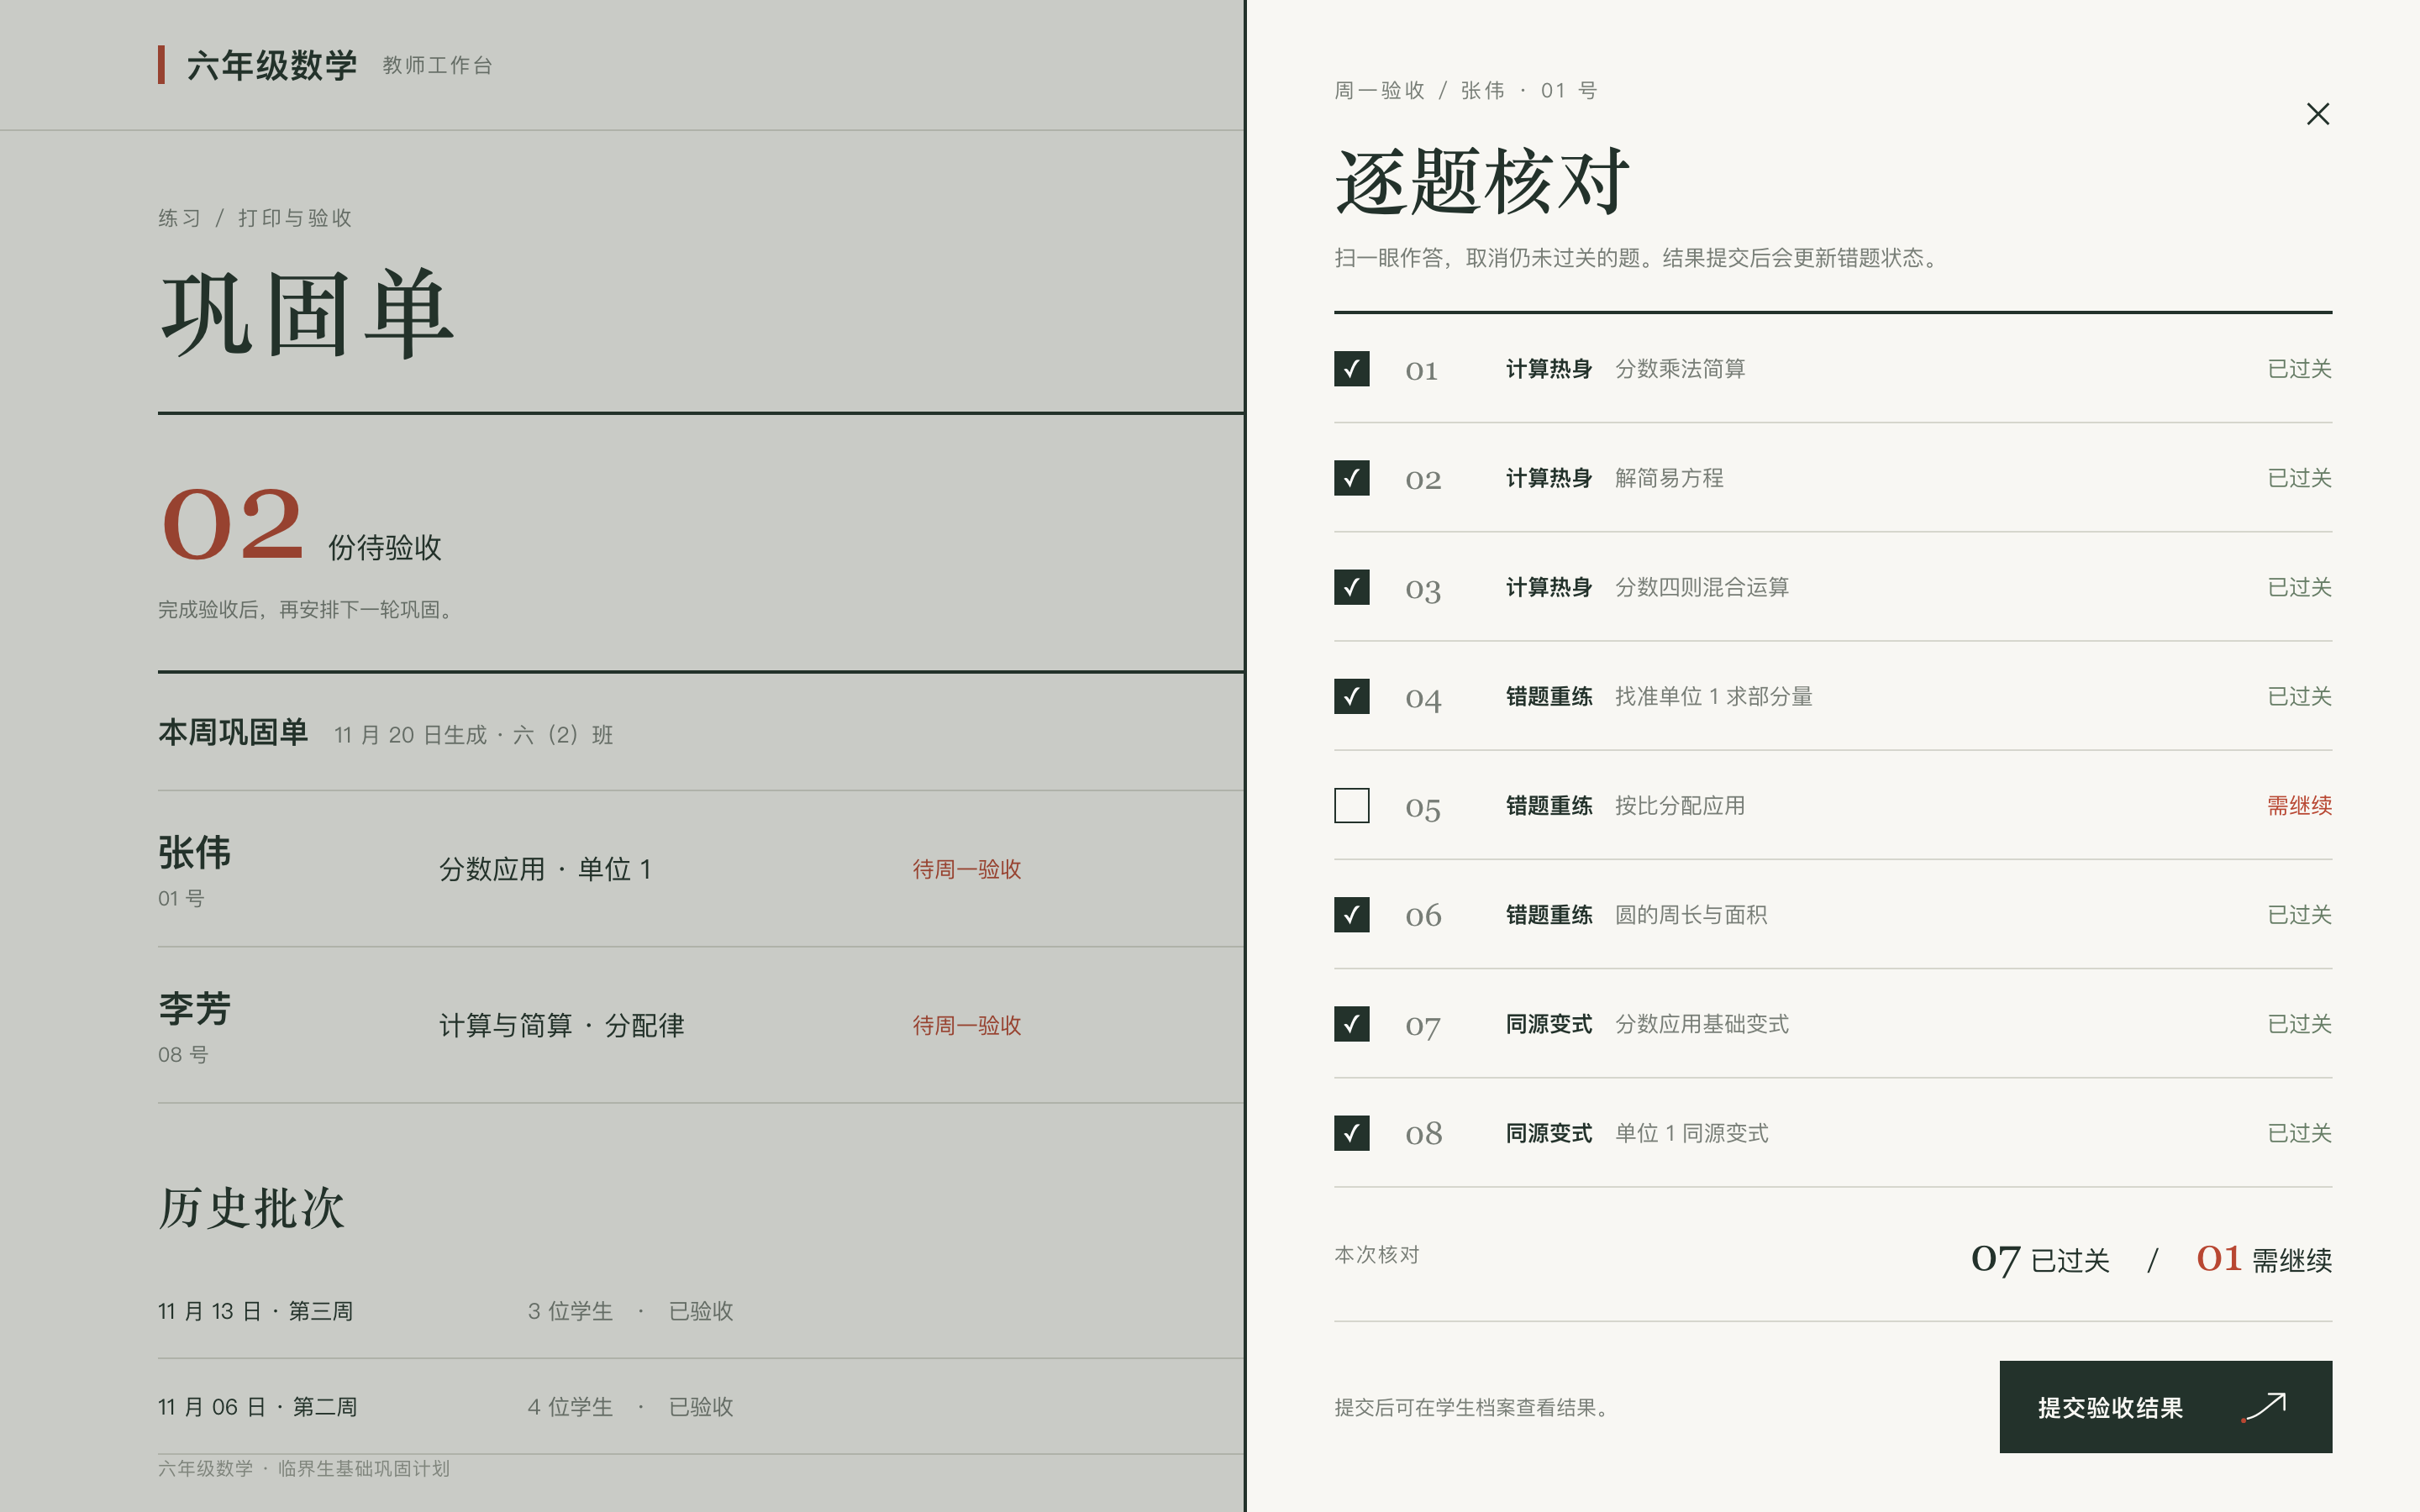 六年级数学 教师工作台
练习 / 打印与验收
巩固单
02 份待验收
完成验收后，再安排下一轮巩固。
本周巩固单 11 月 20 日生成 · 六（2）班
张伟 分数应用 · 单位 1 待周一验收
01 号
李芳 计算与简算 · 分配律 待周一验收
08 号
历史批次
11 月 13 日 · 第三周 3 位学生 · 已验收
11 月 06 日 · 第二周 4 位学生 · 已验收
六年级数学 · 临界生基础巩固计划
周一验收 / 张伟 · 01 号
逐题核对
扫一眼作答，取消仍未过关的题。结果提交后会更新错题状态。
01 计算热身 分数乘法简算 已过关
02 计算热身 解简易方程 已过关
03 计算热身 分数四则混合运算 已过关
04 错题重练 找准单位 1 求部分量 已过关
05 错题重练 按比分配应用 需继续
06 错题重练 圆的周长与面积 已过关
07 同源变式 分数应用基础变式 已过关
08 同源变式 单位 1 同源变式 已过关
本次核对 07 已过关 / 01 需继续
提交后可在学生档案查看结果。 提交验收结果